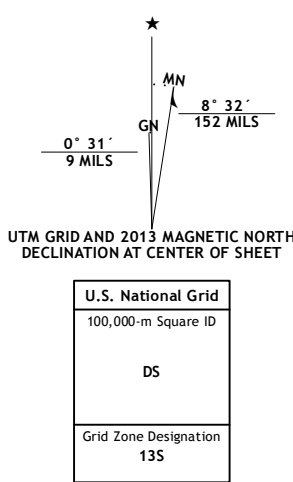 ★
MN
GN
8° 32´
152 MILS
0° 31´
9 MILS
UTM GRID AND 2013 MAGNETIC NORTH
DECLINATION AT CENTER OF SHEET
U.S. National Grid
100,000-m Square ID
DS
Grid Zone Designation
13S